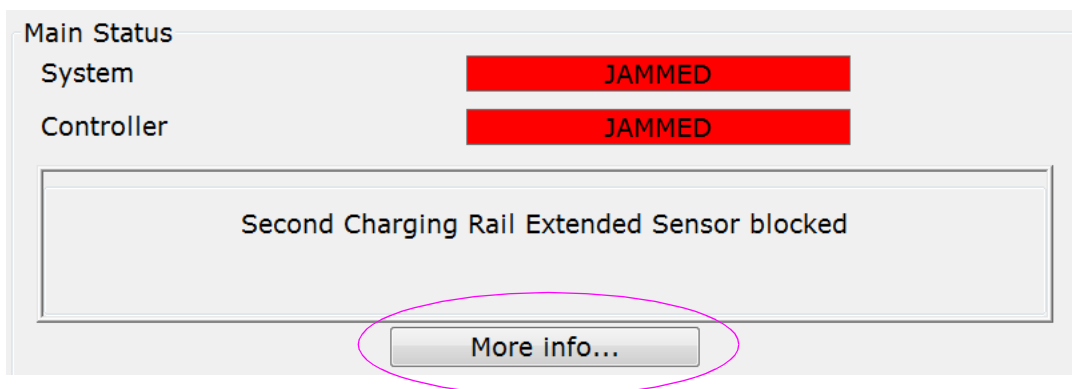 Main Status
System JAMMED
Controller JAMMED
Second Charging Rail Extended Sensor blocked
More info...